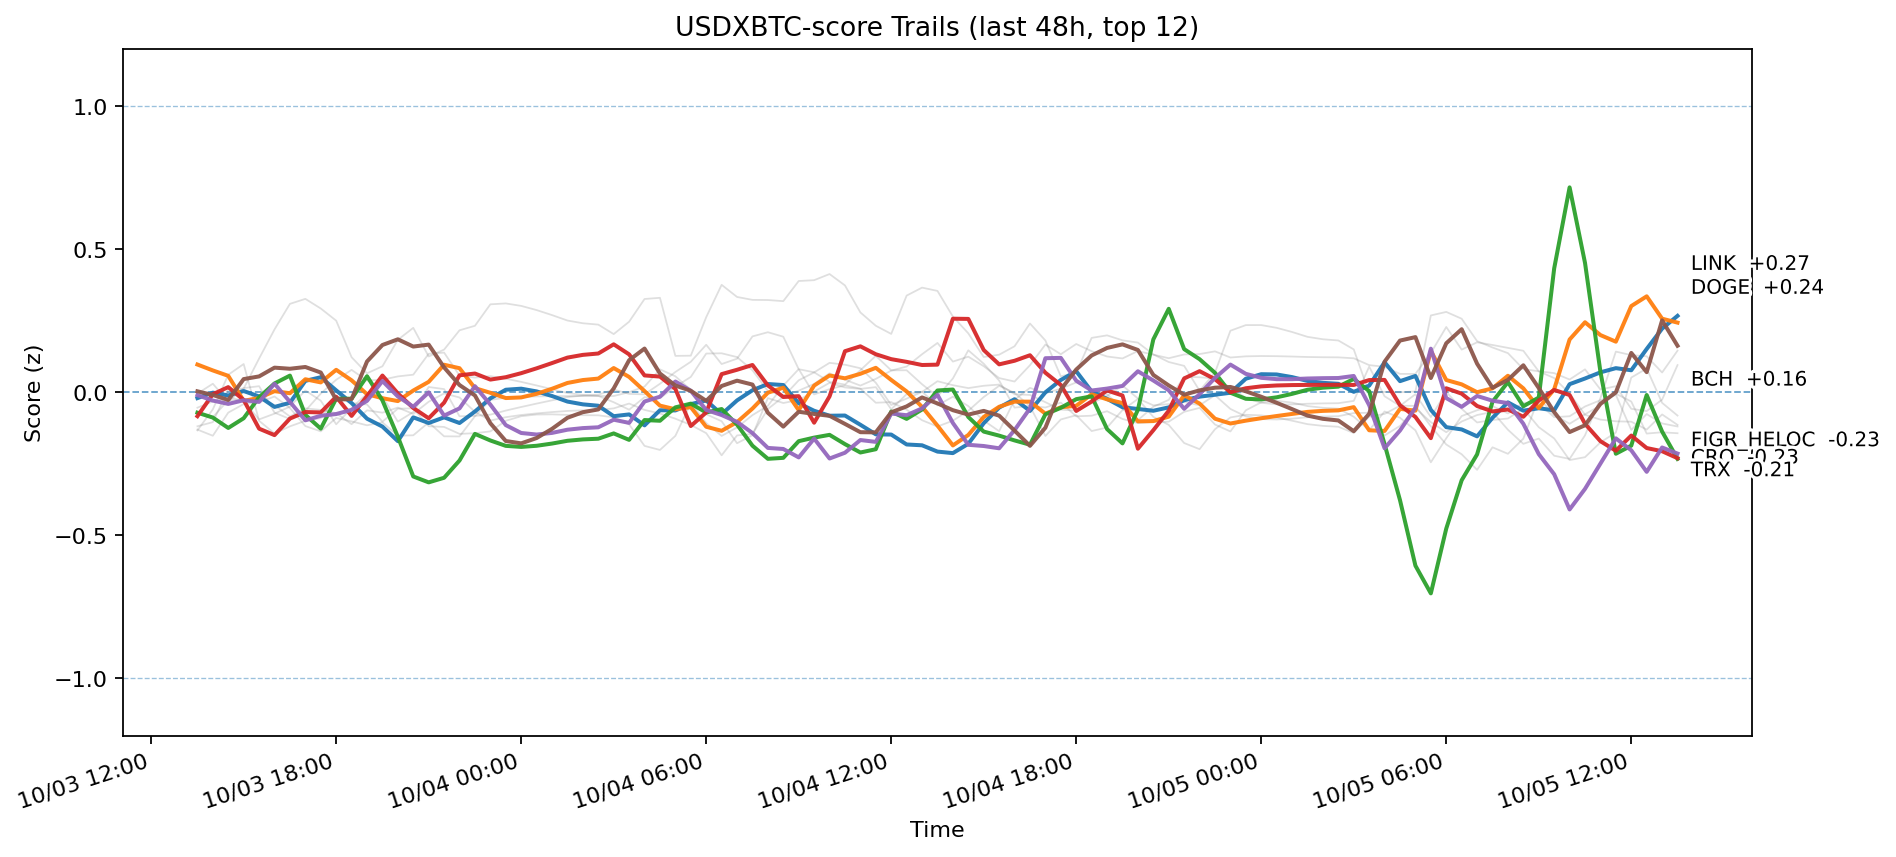 USDXBTC-score Trails (last 48h, top 12)
Score (z)
1.0
0.5
0.0
−0.5
−1.0
LINK +0.27
DOGE +0.24
BCH +0.16
FIGR_HELOC -0.23
CRO -0.23
TRX -0.21
10/03 12:00
10/03 18:00
10/04 00:00
10/04 06:00
10/04 12:00
10/04 18:00
10/05 00:00
10/05 06:00
10/05 12:00
Time